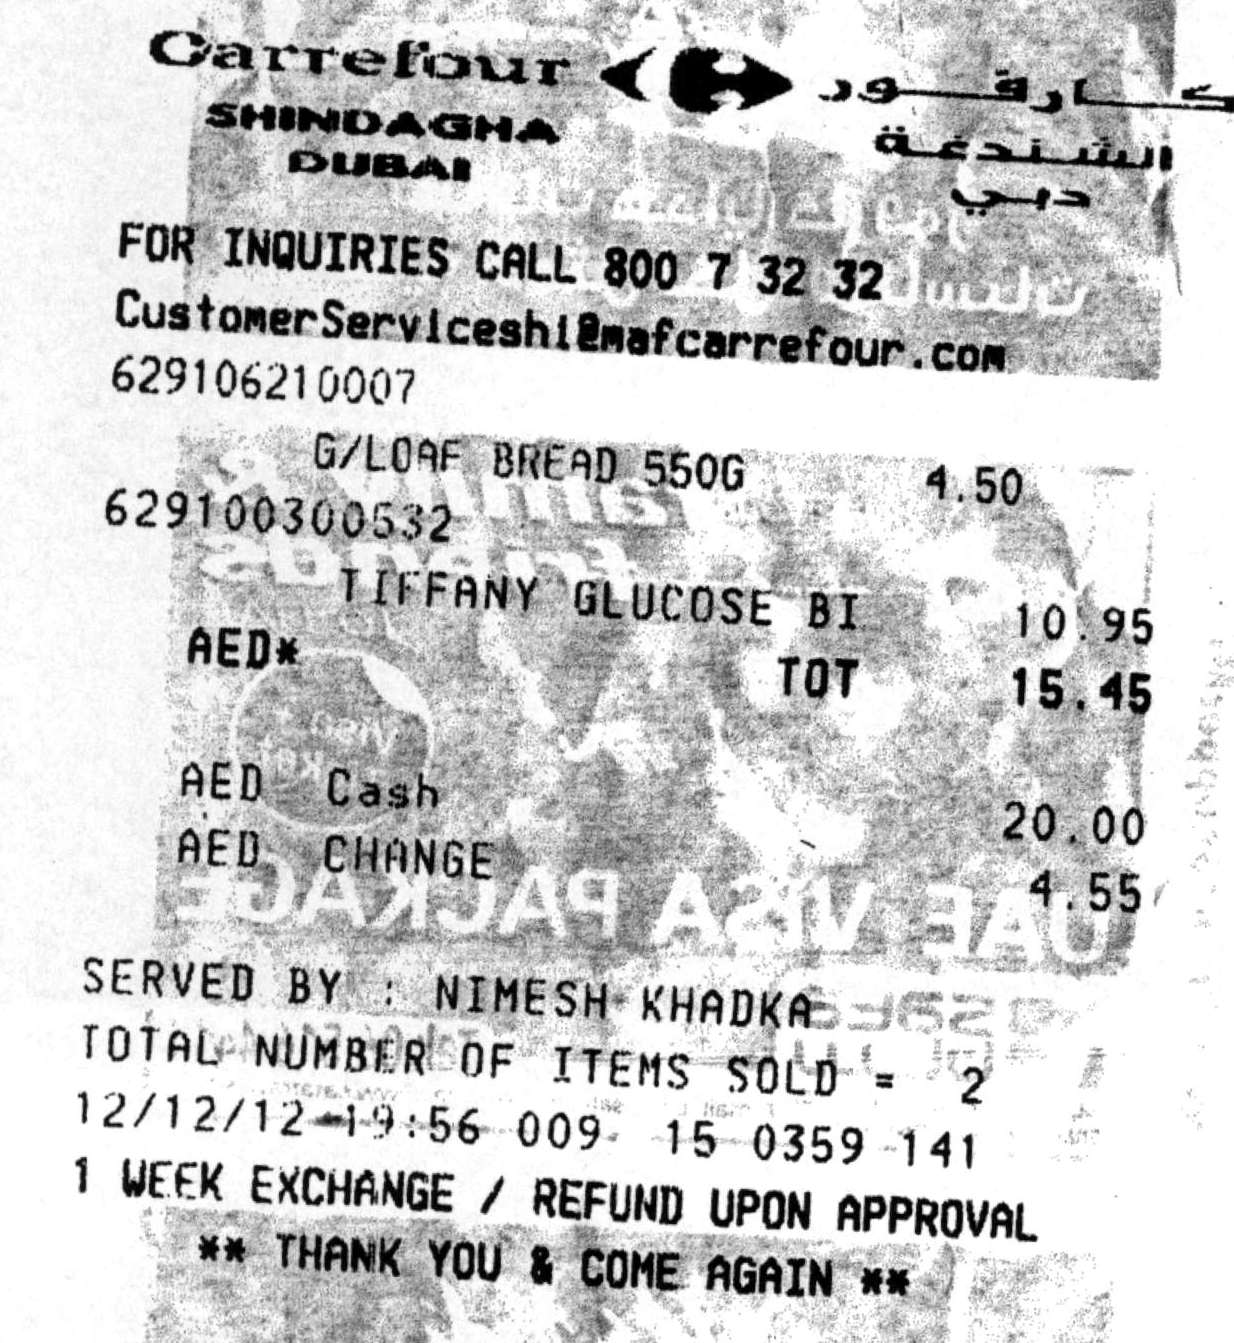 Carrefour كارفور
SHINDAGHA الشندغة
DUBAI دبي
FOR INQUIRIES CALL 800 7 32 32
CustomerServiceshi@mafcarrefour.com
629106210007
G/LOAF BREAD 550G 4.50
629100300532
TIFFANY GLUCOSE BI 10.95
AED* TOT 15.45
AED Cash 20.00
AED CHANGE 4.55
SERVED BY : NIMESH KHADKA
TOTAL NUMBER OF ITEMS SOLD = 2
12/12/12 19:56 009 15 0359 141
1 WEEK EXCHANGE / REFUND UPON APPROVAL
** THANK YOU & COME AGAIN **
UAE VISA PACKAGE